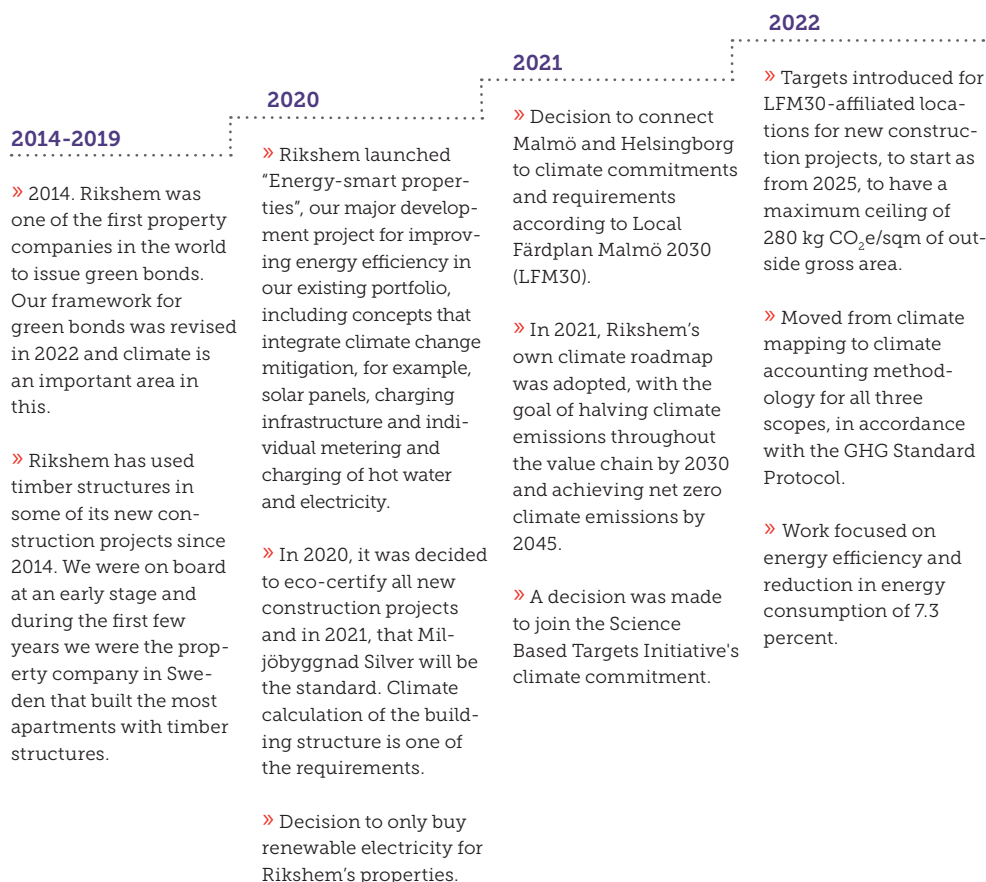 2014-2019
» 2014. Rikshem was
one of the first property
companies in the world
to issue green bonds.
Our framework for
green bonds was revised
in 2022 and climate is
an important area in
this.
» Rikshem has used
timber structures in
some of its new con-
struction projects since
2014. We were on board
at an early stage and
during the first few
years we were the prop-
erty company in Swe-
den that built the most
apartments with timber
structures.
2020
» Rikshem launched
“Energy-smart proper-
ties”, our major develop-
ment project for improv-
ing energy efficiency in
our existing portfolio,
including concepts that
integrate climate change
mitigation, for example,
solar panels, charging
infrastructure and indi-
vidual metering and
charging of hot water
and electricity.
» In 2020, it was decided
to eco-certify all new
construction projects
and in 2021, that Mil-
jöbyggnad Silver will be
the standard. Climate
calculation of the build-
ing structure is one of
the requirements.
» Decision to only buy
renewable electricity for
Rikshem’s properties.
2021
» Decision to connect
Malmö and Helsingborg
to climate commitments
and requirements
according to Local
Färdplan Malmö 2030
(LFM30).
» In 2021, Rikshem’s
own climate roadmap
was adopted, with the
goal of halving climate
emissions throughout
the value chain by 2030
and achieving net zero
climate emissions by
2045.
» A decision was made
to join the Science
Based Targets Initiative's
climate commitment.
2022
» Targets introduced for
LFM30-affiliated loca-
tions for new construc-
tion projects, to start as
from 2025, to have a
maximum ceiling of
280 kg CO₂e/sqm of out-
side gross area.
» Moved from climate
mapping to climate
accounting method-
ology for all three
scopes, in accordance
with the GHG Standard
Protocol.
» Work focused on
energy efficiency and
reduction in energy
consumption of 7.3
percent.